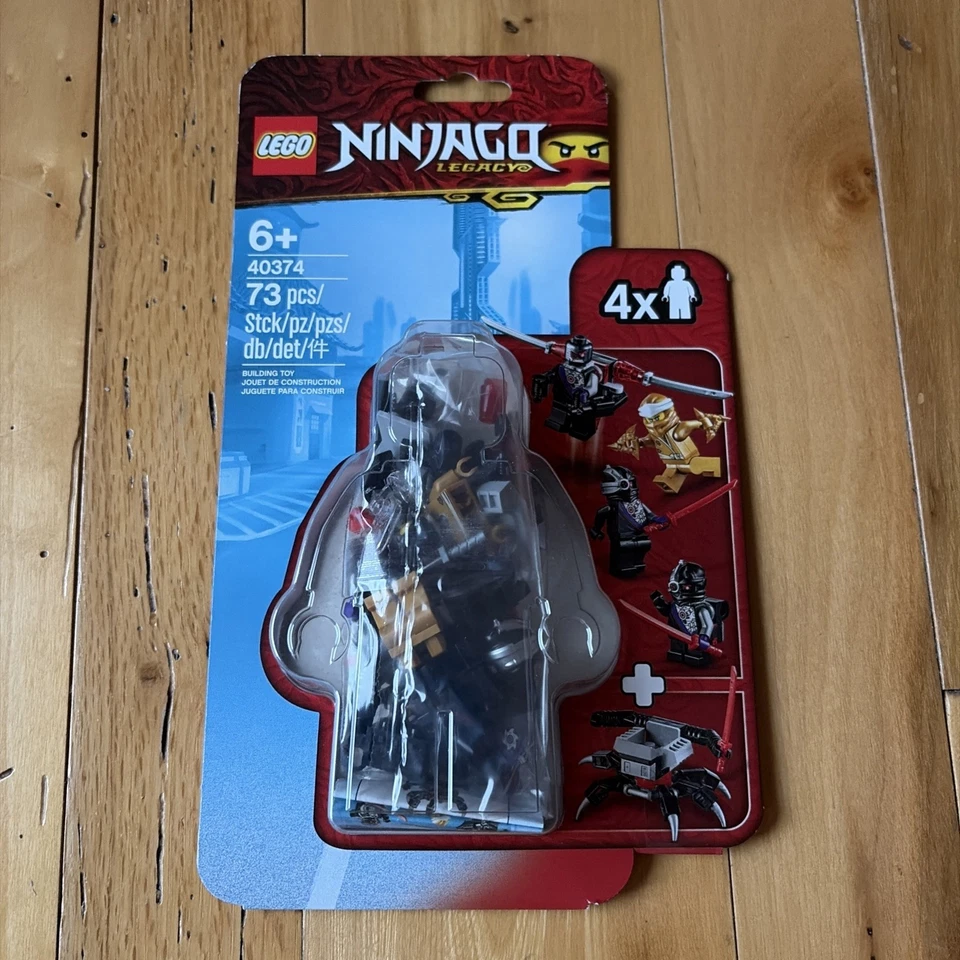 LEGO
NINJAGO
LEGACY
6+
40374
73 pcs/
Stck/pz/pzs/
db/det/件
BUILDING TOY
JOUET DE CONSTRUCTION
JUGUETE PARA CONSTRUIR
4x
+